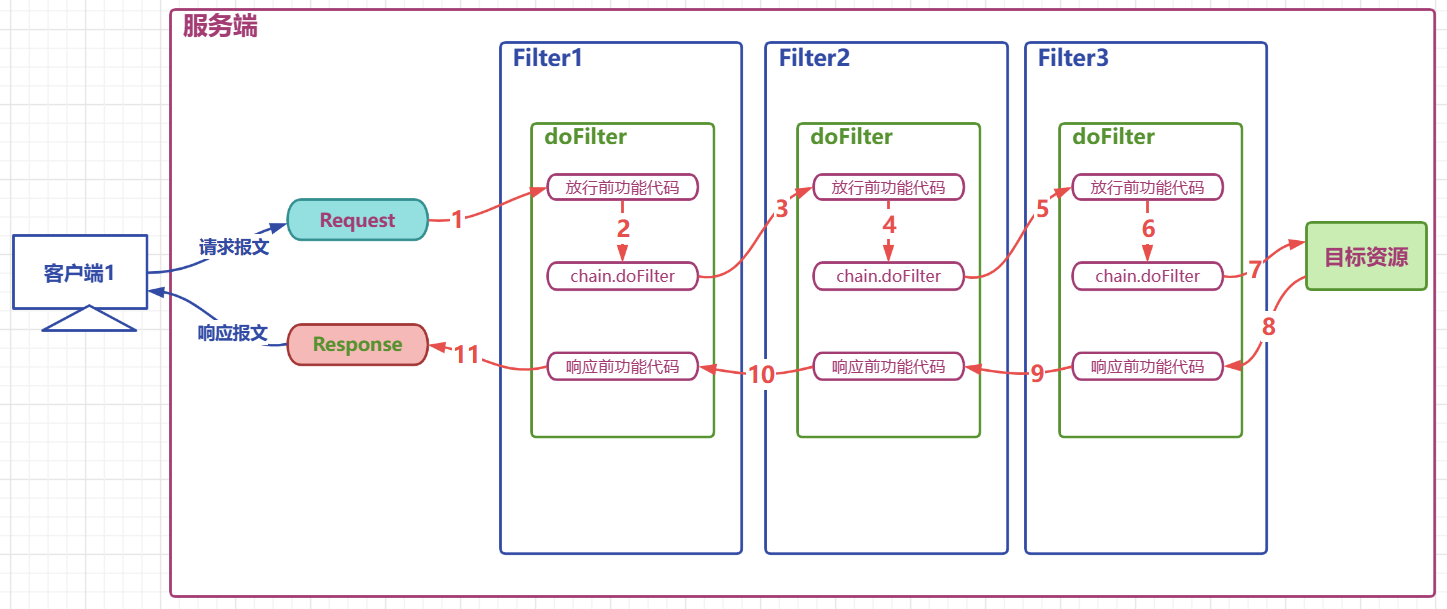 服务端
Filter1
Filter2
Filter3
doFilter
doFilter
doFilter
放行前功能代码
放行前功能代码
放行前功能代码
Request
1
2
3
4
5
6
请求报文
客户端1
chain.doFilter
chain.doFilter
chain.doFilter
7
目标资源
响应报文
Response
11
响应前功能代码
10
响应前功能代码
9
响应前功能代码
8